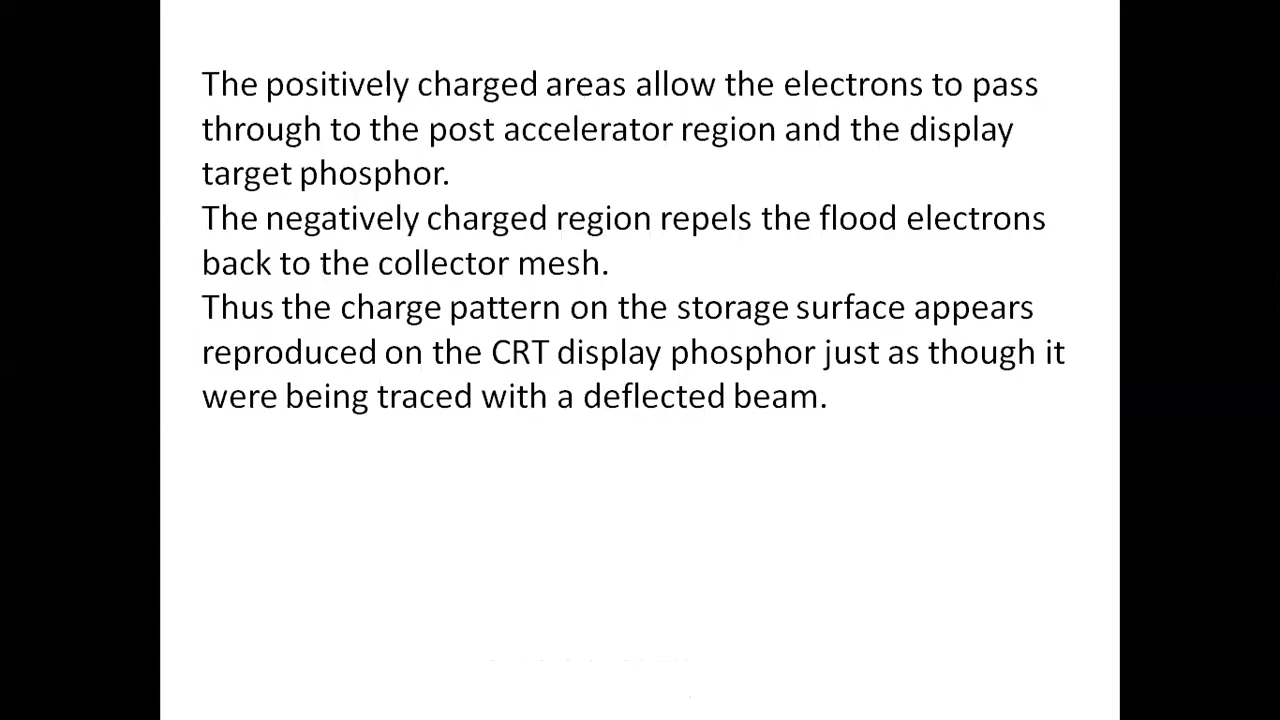 The positively charged areas allow the electrons to pass
through to the post accelerator region and the display
target phosphor.
The negatively charged region repels the flood electrons
back to the collector mesh.
Thus the charge pattern on the storage surface appears
reproduced on the CRT display phosphor just as though it
were being traced with a deflected beam.